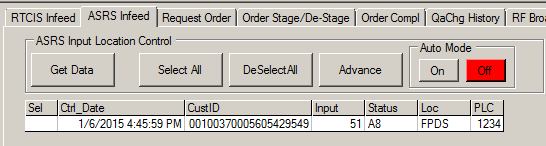 RTCIS Infeed ASRS Infeed Request Order Order Stage/De-Stage Order Compl QaChg History RF Bro
ASRS Input Location Control
Auto Mode
Get Data Select All DeSelectAll Advance On Off
Sel Ctrl_Date CustID Input Status Loc PLC
1/6/2015 4:45:59 PM 00100370005605429549 51 A8 FPDS 1234